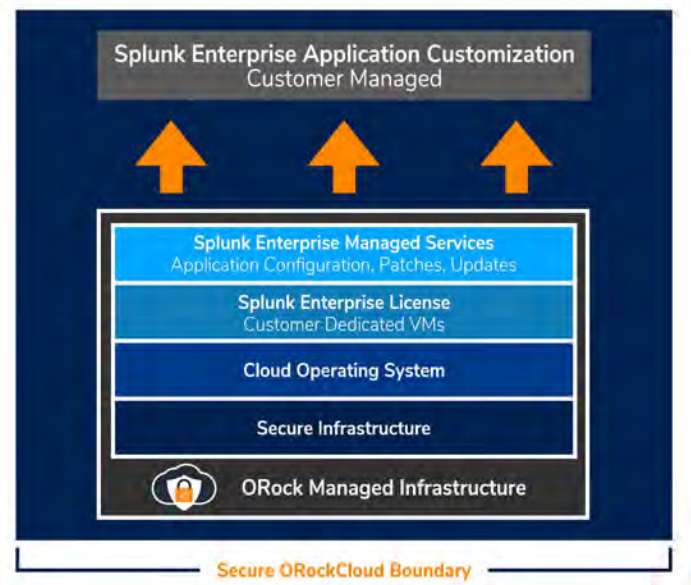 Splunk Enterprise Application Customization
Customer Managed
Splunk Enterprise Managed Services
Application Configuration, Patches, Updates
Splunk Enterprise License
Customer Dedicated VMs
Cloud Operating System
Secure Infrastructure
ORock Managed Infrastructure
Secure ORockCloud Boundary